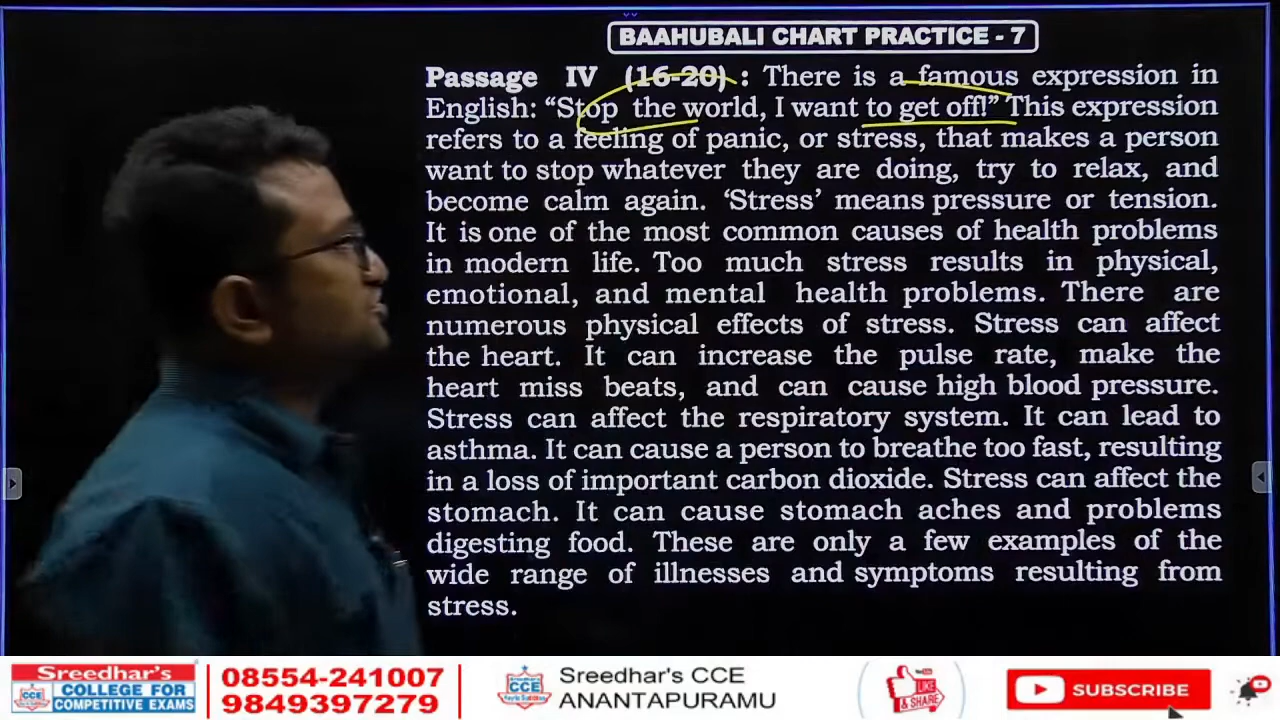 BAAHUBALI CHART PRACTICE - 7
Passage IV (16-20) : There is a famous expression in
English: “Stop the world, I want to get off!” This expression
refers to a feeling of panic, or stress, that makes a person
want to stop whatever they are doing, try to relax, and
become calm again. ‘Stress’ means pressure or tension.
It is one of the most common causes of health problems
in modern life. Too much stress results in physical,
emotional, and mental health problems. There are
numerous physical effects of stress. Stress can affect
the heart. It can increase the pulse rate, make the
heart miss beats, and can cause high blood pressure.
Stress can affect the respiratory system. It can lead to
asthma. It can cause a person to breathe too fast, resulting
in a loss of important carbon dioxide. Stress can affect the
stomach. It can cause stomach aches and problems
digesting food. These are only a few examples of the
wide range of illnesses and symptoms resulting from
stress.
Sreedhar's
CCE
COLLEGE FOR
COMPETITIVE EXAMS
08554-241007
9849397279
CCE
Sreedhar's CCE
ANANTAPURAMU
LIKE
& SHARE
SUBSCRIBE